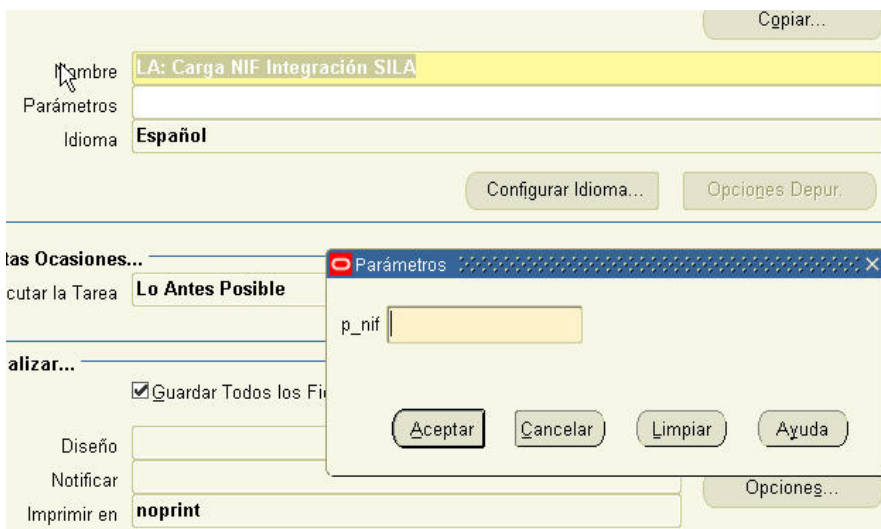 Copiar...
Nombre LA: Carga NIF Integración SILA
Parámetros
Idioma Español
Configurar Idioma... Opciones Depur.
tas Ocasiones...
Parámetros
cutar la Tarea Lo Antes Posible
p_nif
alizar...
Guardar Todos los Fi
Aceptar Cancelar Limpiar Ayuda
Diseño
Notificar
Opciones...
Imprimir en noprint